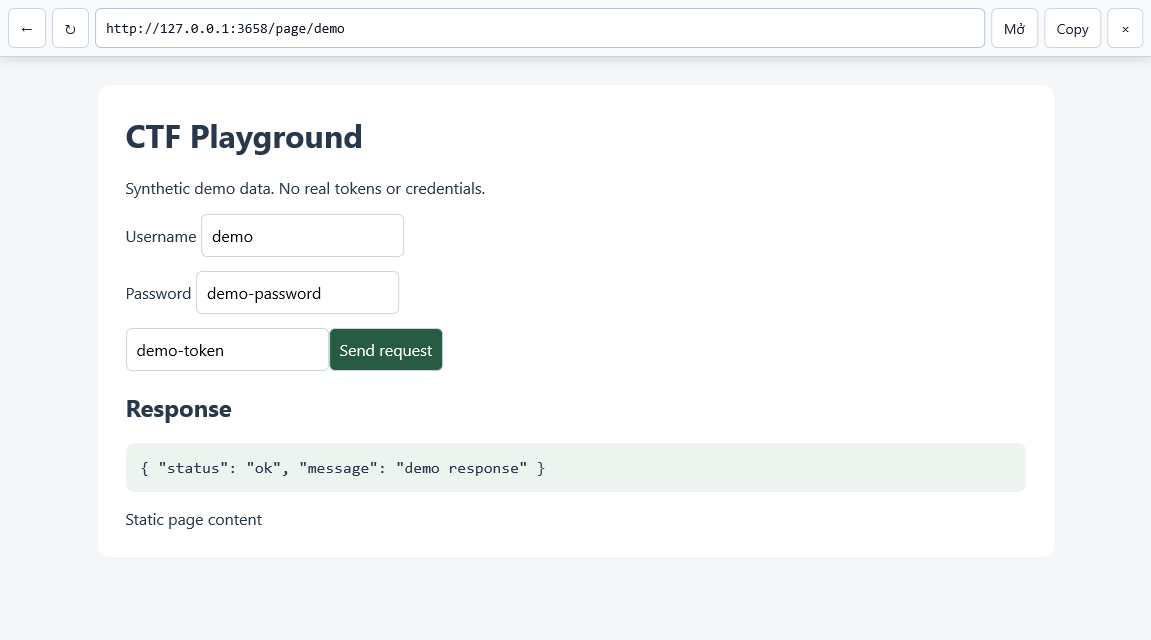 ← ↻ http://127.0.0.1:3658/page/demo Mở Copy ×
CTF Playground
Synthetic demo data. No real tokens or credentials.
Username demo
Password demo-password
demo-token Send request
Response
{ "status": "ok", "message": "demo response" }
Static page content